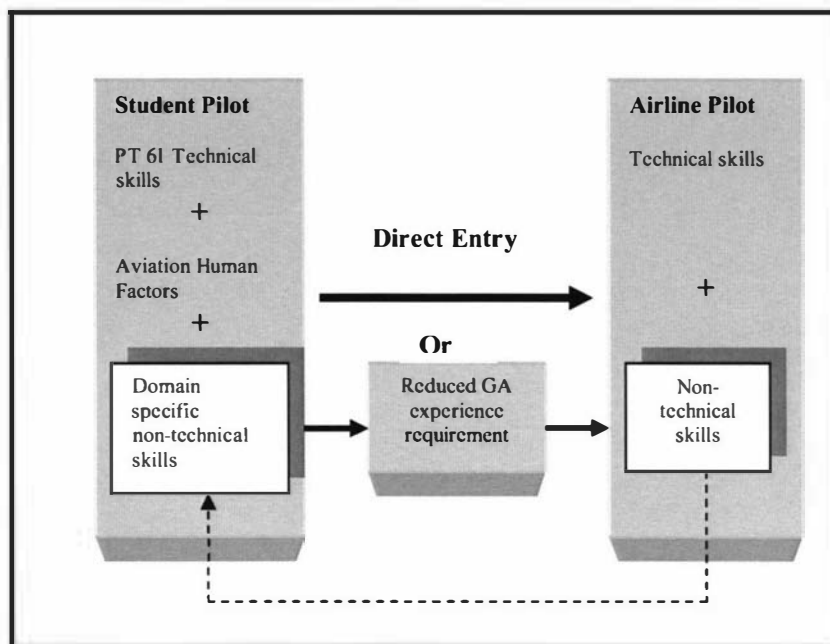 Student Pilot
PT 61 Technical
skills
+
Aviation Human
Factors
+
Domain
specific
non-technical
skills
Direct Entry
Or
Reduced GA
experience
requirement
Airline Pilot
Technical skills
+
Non-
technical
skills